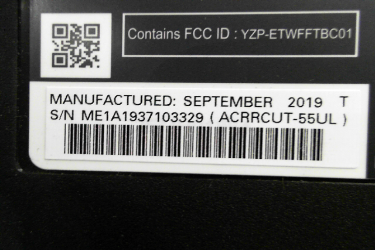 Contains FCC ID : YZP-ETWFFTBC01
MANUFACTURED: SEPTEMBER 2019 T
S/N ME1A1937103329 ( ACRRCUT-55UL )